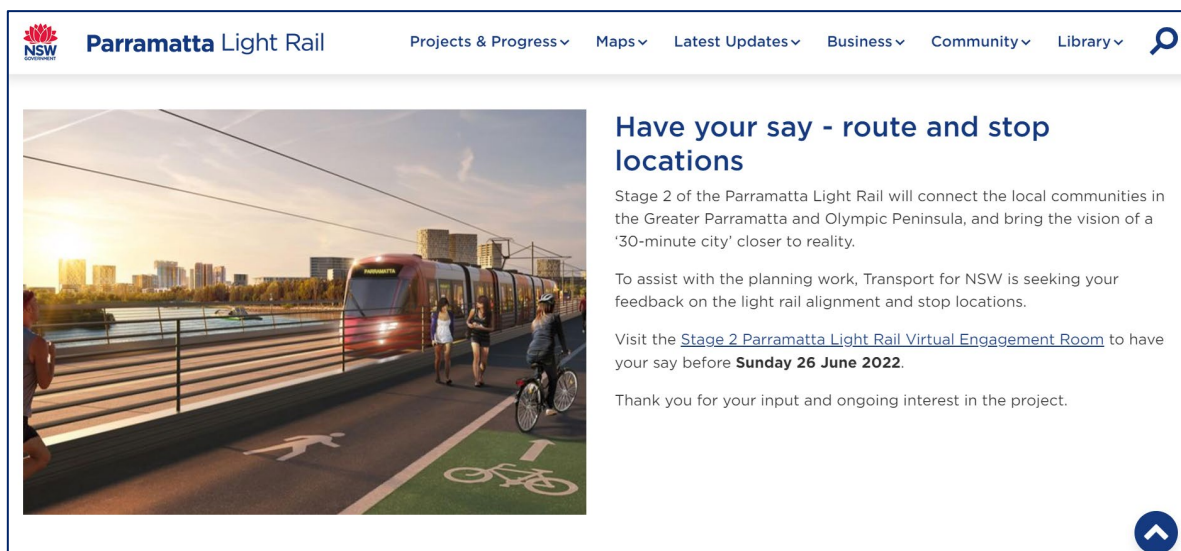 NSW
GOVERNMENT
Parramatta Light Rail
Projects & Progress
Maps
Latest Updates
Business
Community
Library
PARRAMATTA
Have your say - route and stop
locations
Stage 2 of the Parramatta Light Rail will connect the local communities in
the Greater Parramatta and Olympic Peninsula, and bring the vision of a
‘30-minute city’ closer to reality.
To assist with the planning work, Transport for NSW is seeking your
feedback on the light rail alignment and stop locations.
Visit the Stage 2 Parramatta Light Rail Virtual Engagement Room to have
your say before Sunday 26 June 2022.
Thank you for your input and ongoing interest in the project.